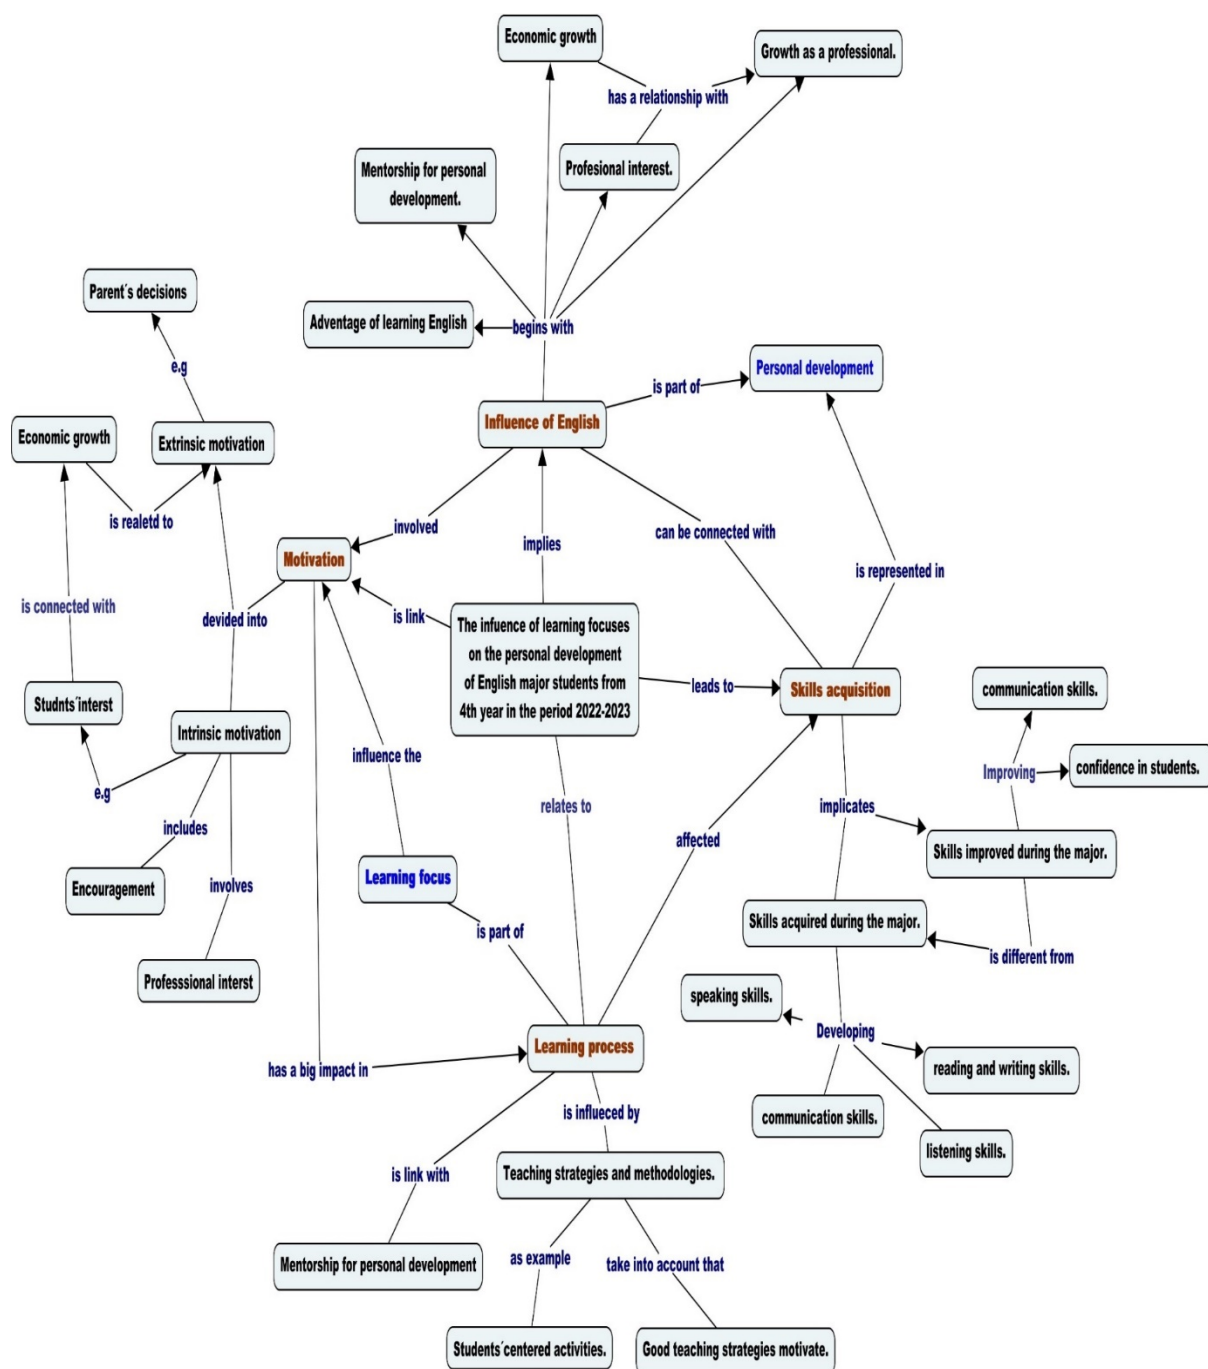 Economic growth
Growth as a professional.
has a relationship with
Mentorship for personal
development.
Profesional interest.
Parent´s decisions
Advantage of learning English
begins with
e.g
is part of
Personal development
Influence of English
Economic growth
Extrinsic motivation
is realetd to
involved
can be connected with
implies
Motivation
is represented in
is connected with
devided into
is link
The infuence of learning focuses
on the personal development
of English major students from
4th year in the period 2022-2023
leads to
Skills acquisition
communication skills.
Studnts´interst
Intrinsic motivation
influence the
Improving
confidence in students.
e.g
relates to
implicates
includes
affected
Skills improved during the major.
Encouragement
involves
Learning focus
is part of
Skills acquired during the major.
is different from
Professsional interst
speaking skills.
Developing
Learning process
has a big impact in
reading and writing skills.
is influeced by
communication skills.
listening skills.
is link with
Teaching strategies and methodologies.
Mentorship for personal development
as example
take into account that
Students´centered activities.
Good teaching strategies motivate.